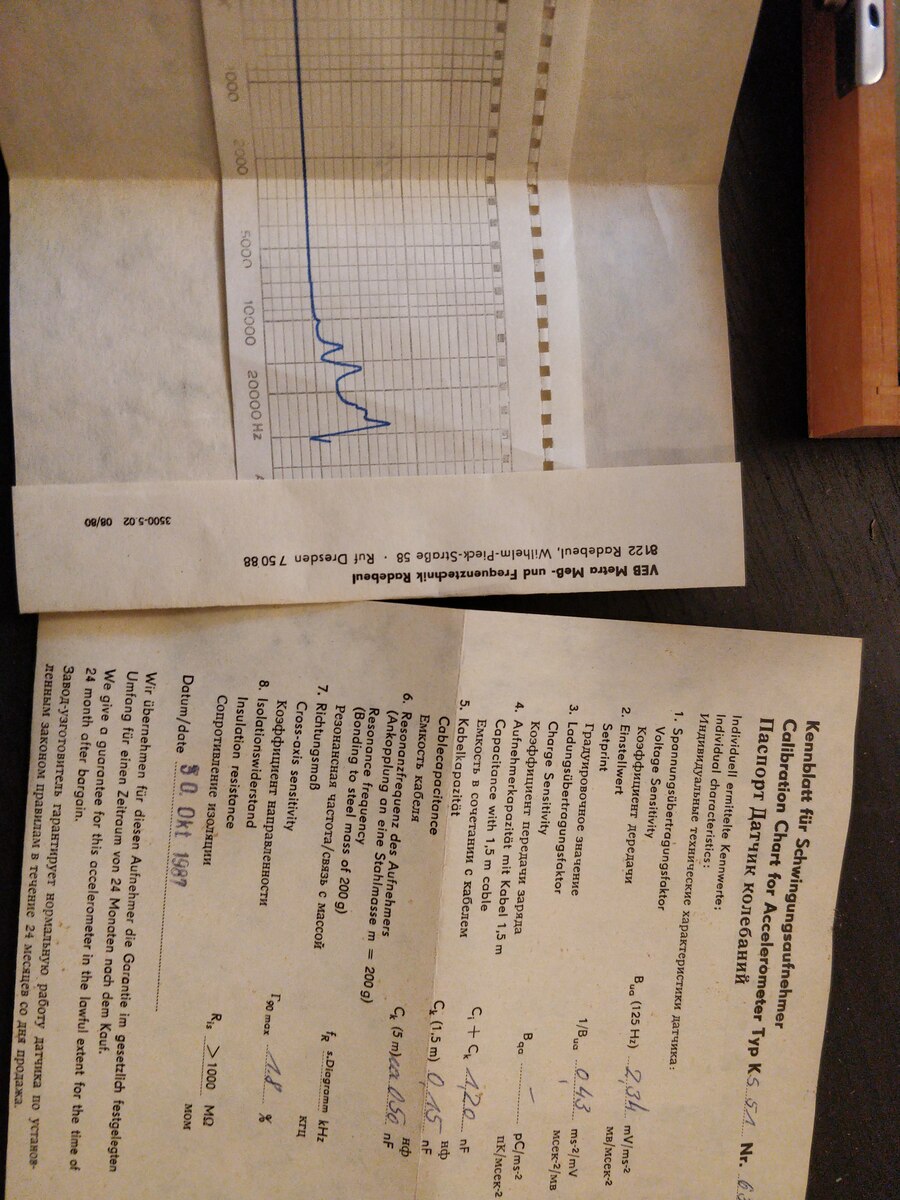 1000
2000
5000
10000
20000 Hz
3500-5.02 08/80
VEB Metra Meß- und Frequenztechnik Radebeul
8122 Radebeul, Wilhelm-Pieck-Straße 58 · Ruf Dresden 7 50 88
Kennblatt für Schwingungsaufnehmer
Calibration Chart for Accelerometer Typ KS 51 Nr.
Паспорт Датчик колебаний
Individuell ermittelte Kennwerte:
Individual characteristics:
Индивидуальные технические характеристики датчика:
1. Spannungsübertragungsfaktor Bua (125 Hz) 2,34 mV/ms-2
Voltage Sensitivity мв/мсек-2
Коэффициент дередачи
2. Einstellwert 1/Bua 0,43 ms-2/mV
Setprint мсек-2/мв
Градуировочное значение
3. Ladungsübertragungsfaktor Bqa — pC/ms-2
Charge Sensitivity пК/мсек-2
Коэффициент передачи заряда
4. Aufnehmerkapazität mit Kabel 1,5 m Ci + Ck 1,20 nF
Capacitance with 1,5 m cable нф
Емкость в сочетании с кабелем
5. Kabelkapazität Ck (1,5 m) 0,15 nF
Cablecapacitance нф
Емкость кабеля Ck (5 m) ca 0,50 nF
6. Resonanzfrequenz des Aufnehmers
(Ankopplung an eine Stahlmasse m = 200 g)
Resonance frequency fR s. Diagramm kHz
(Bonding to steel mass of 200 g) кгц
Резонансная частота/связь с массой
7. Richtungsmaß Γ90 max 1,8 %
Cross-axis sensitivity
Коэффициент направленности
8. Isolationswiderstand Ris > 1000 MΩ
Insulation resistance мом
Сопротивление изоляции
Datum/date 30. Okt 1987
Wir übernehmen für diesen Aufnehmer die Garantie im gesetzlich festgelegten
Umfang für einen Zeitraum von 24 Monaten nach dem Kauf.
We give a guarantee for this accelerometer in the lawful extent for the time of
24 month after bargain.
Завод-узготовитель гарантирует нормальную работу датчика по установ-
ленным законом правилам в течение 24 месяцев со дня продажа.